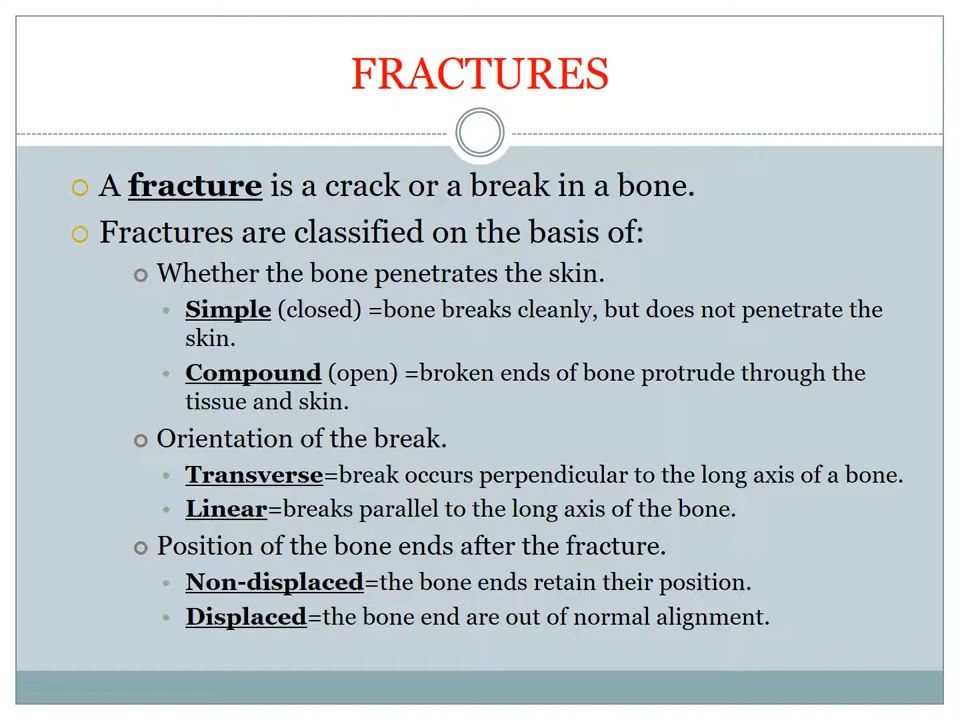 FRACTURES
A fracture is a crack or a break in a bone.
Fractures are classified on the basis of:
Whether the bone penetrates the skin.
Simple (closed) =bone breaks cleanly, but does not penetrate the
skin.
Compound (open) =broken ends of bone protrude through the
tissue and skin.
Orientation of the break.
Transverse=break occurs perpendicular to the long axis of a bone.
Linear=breaks parallel to the long axis of the bone.
Position of the bone ends after the fracture.
Non-displaced=the bone ends retain their position.
Displaced=the bone end are out of normal alignment.